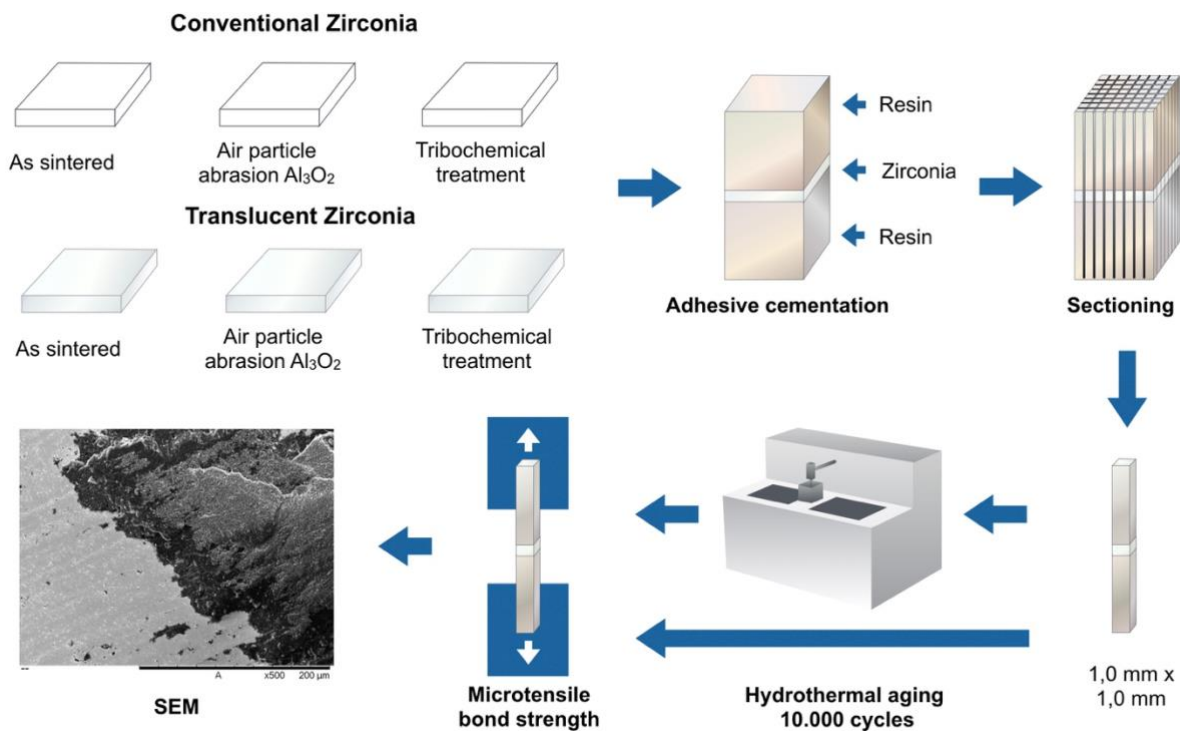 Conventional Zirconia
As sintered
Air particle
abrasion Al₃O₂
Tribochemical
treatment
Translucent Zirconia
As sintered
Air particle
abrasion Al₃O₂
Tribochemical
treatment
Resin
Zirconia
Resin
Adhesive cementation
Sectioning
1,0 mm x
1,0 mm
Hydrothermal aging
10.000 cycles
Microtensile
bond strength
A x500 200 µm
SEM